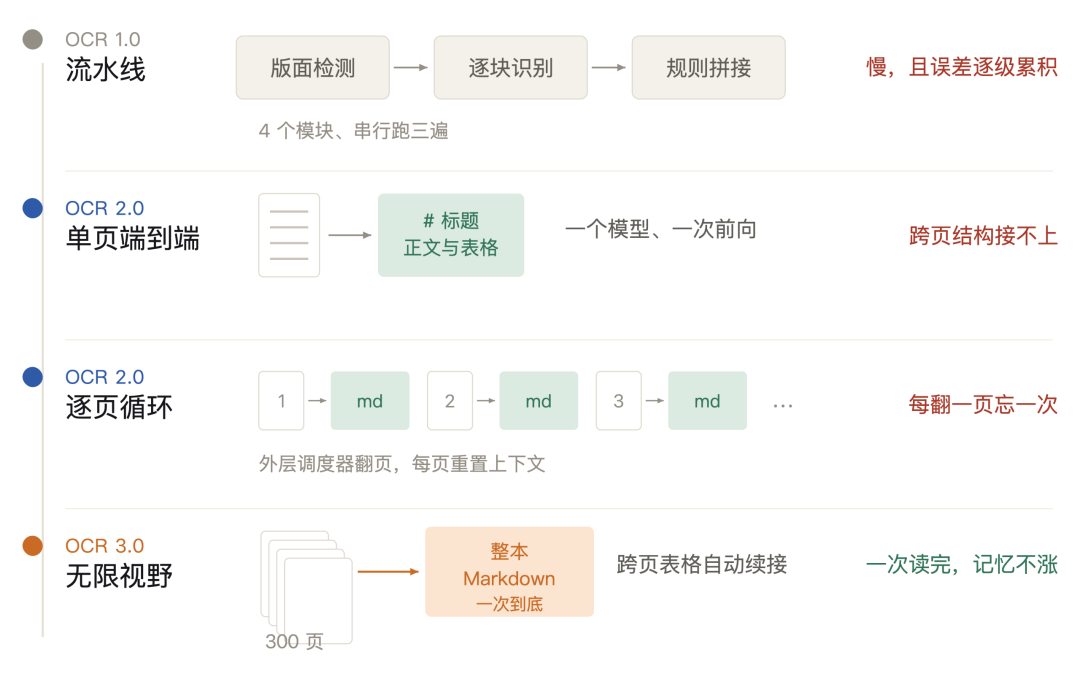 OCR 1.0
流水线
版面检测
逐块识别
规则拼接
慢，且误差逐级累积
4 个模块、串行跑三遍
OCR 2.0
单页端到端
# 标题
正文与表格
一个模型、一次前向
跨页结构接不上
OCR 2.0
逐页循环
1
md
2
md
3
md
...
每翻一页忘一次
外层调度器翻页，每页重置上下文
OCR 3.0
无限视野
300 页
整本
Markdown
一次到底
跨页表格自动续接
一次读完，记忆不涨